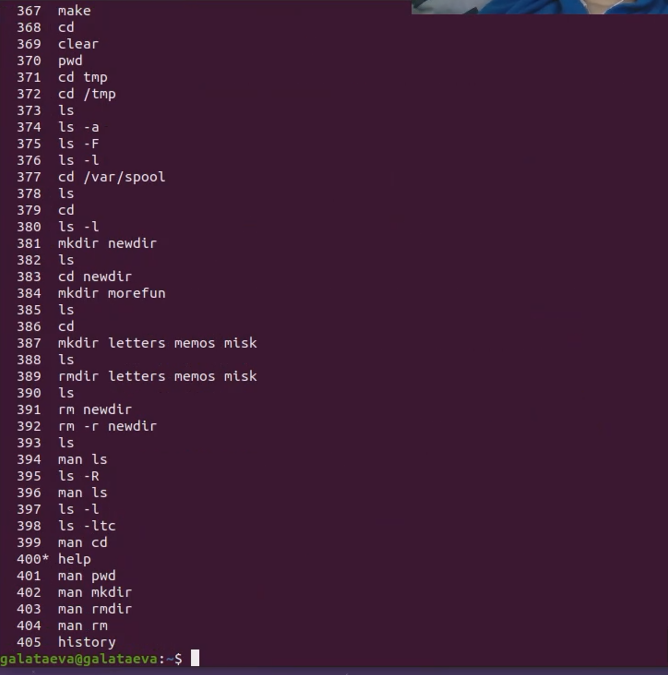 367 make
368 cd
369 clear
370 pwd
371 cd tmp
372 cd /tmp
373 ls
374 ls -a
375 ls -F
376 ls -l
377 cd /var/spool
378 ls
379 cd
380 ls -l
381 mkdir newdir
382 ls
383 cd newdir
384 mkdir morefun
385 ls
386 cd
387 mkdir letters memos misk
388 ls
389 rmdir letters memos misk
390 ls
391 rm newdir
392 rm -r newdir
393 ls
394 man ls
395 ls -R
396 man ls
397 ls -l
398 ls -ltc
399 man cd
400* help
401 man pwd
402 man mkdir
403 man rmdir
404 man rm
405 history
galataeva@galataeva:~$